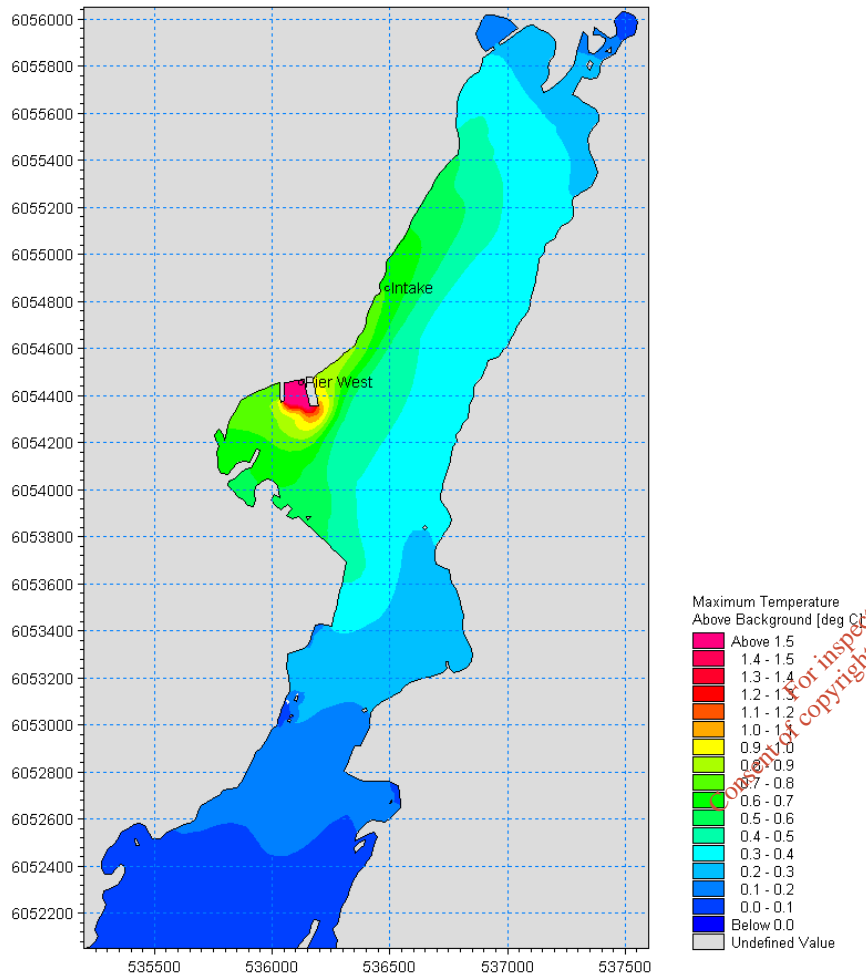 6056000
6055800
6055600
6055400
6055200
6055000
6054800
6054600
6054400
6054200
6054000
6053800
6053600
6053400
6053200
6053000
6052800
6052600
6052400
6052200
Intake
Pier West
535500 536000 536500 537000 537500
Maximum Temperature
Above Background [deg C]
Above 1.5
1.4 - 1.5
1.3 - 1.4
1.2 - 1.3
1.1 - 1.2
1.0 - 1.1
0.9 - 1.0
0.8 - 0.9
0.7 - 0.8
0.6 - 0.7
0.5 - 0.6
0.4 - 0.5
0.3 - 0.4
0.2 - 0.3
0.1 - 0.2
0.0 - 0.1
Below 0.0
Undefined Value
For inspe
Consent of copyright